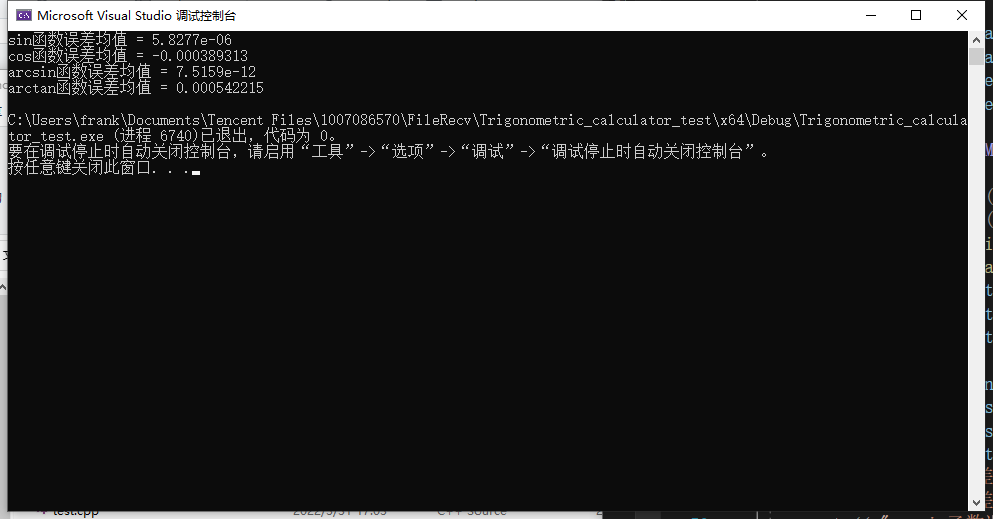 Microsoft Visual Studio 调试控制台
sin函数误差均值 = 5.8277e-06
cos函数误差均值 = -0.000389313
arcsin函数误差均值 = 7.5159e-12
arctan函数误差均值 = 0.000542215
C:\Users\frank\Documents\Tencent Files\1007086570\FileRecv\Trigonometric_calculator_test\x64\Debug\Trigonometric_calcula
tor_test.exe (进程 6740)已退出，代码为 0。
要在调试停止时自动关闭控制台，请启用“工具”->“选项”->“调试”->“调试停止时自动关闭控制台”。
按任意键关闭此窗口. . .